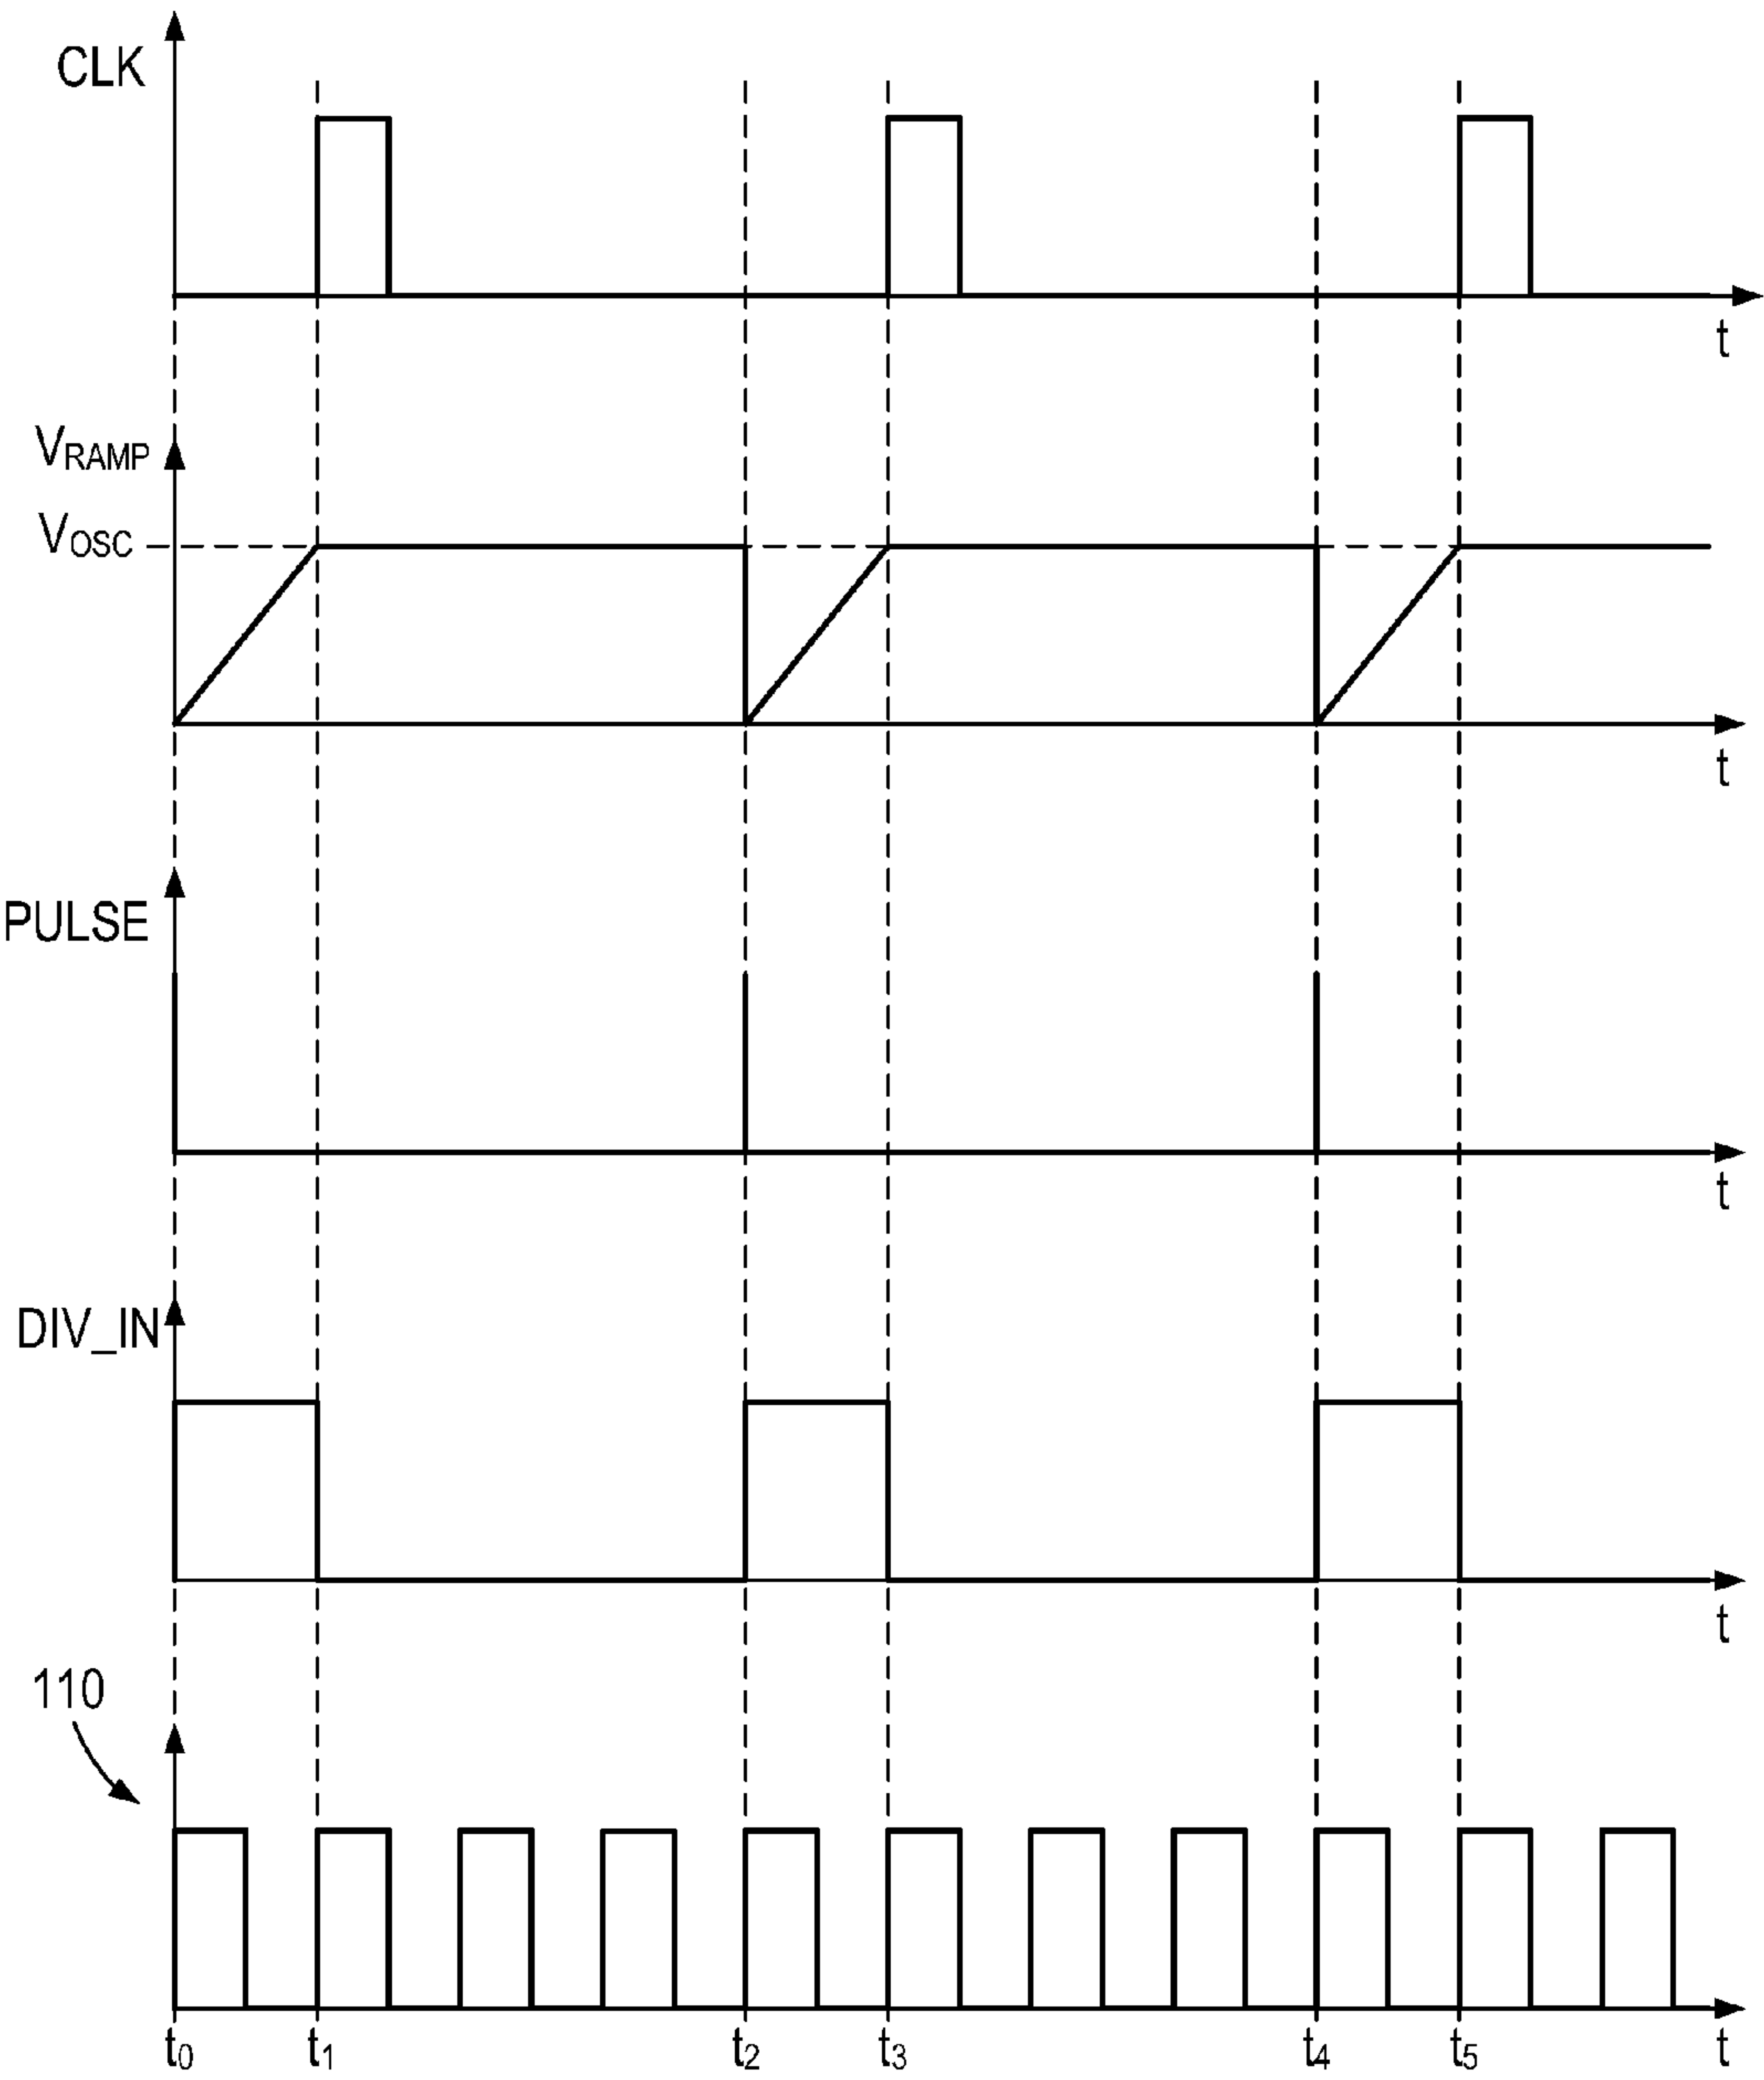 CLK
t
VRAMP
VOSC
t
PULSE
t
DIV_IN
t
110
t0 t1 t2 t3 t4 t5 t